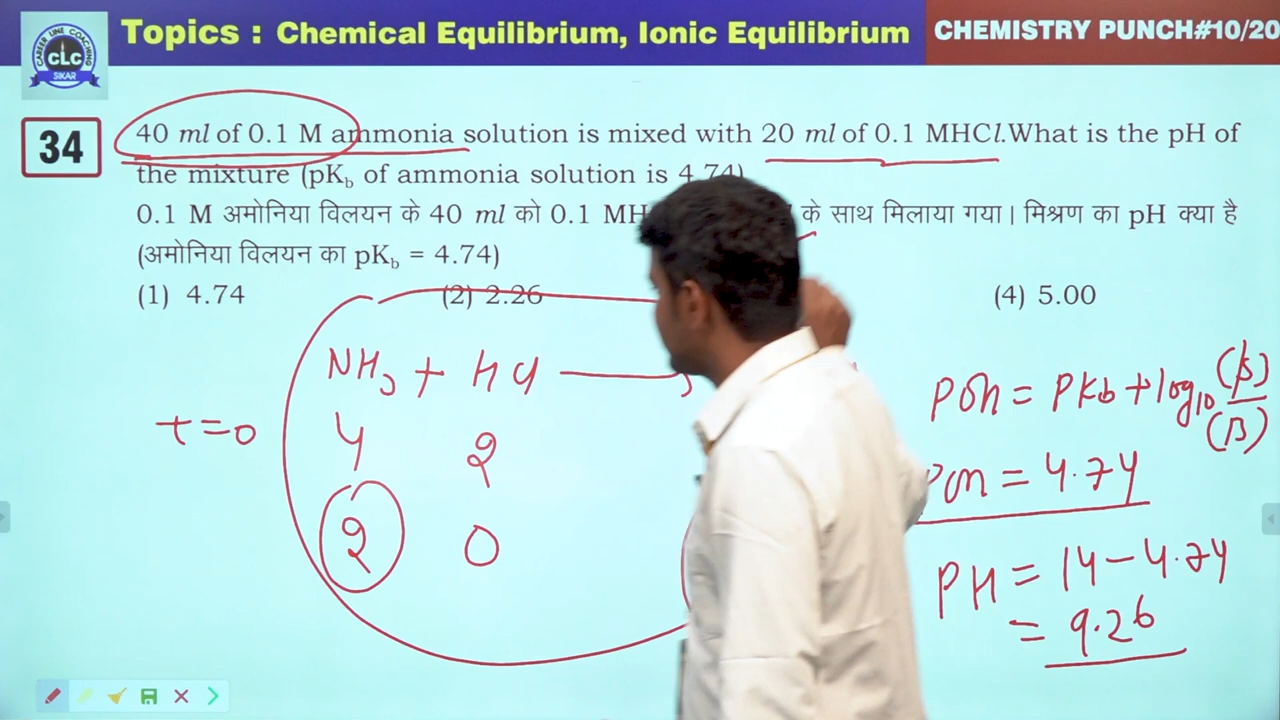 CAREER LINE COACHING
CLC
SIKAR
Topics : Chemical Equilibrium, Ionic Equilibrium
CHEMISTRY PUNCH#10/20
34
40 ml of 0.1 M ammonia solution is mixed with 20 ml of 0.1 MHCl.What is the pH of
the mixture (pKb of ammonia solution is 4.74)
0.1 M अमोनिया विलयन के 40 ml को 0.1 MH के साथ मिलाया गया। मिश्रण का pH क्या है
(अमोनिया विलयन का pKb = 4.74)
(1) 4.74 (2) 2.26 (4) 5.00
NH3 + HCl
t=0 4 2
2 0
POH = PKb + log10 (B)/(B)
POH = 4.74
PH = 14-4.74
= 9.26